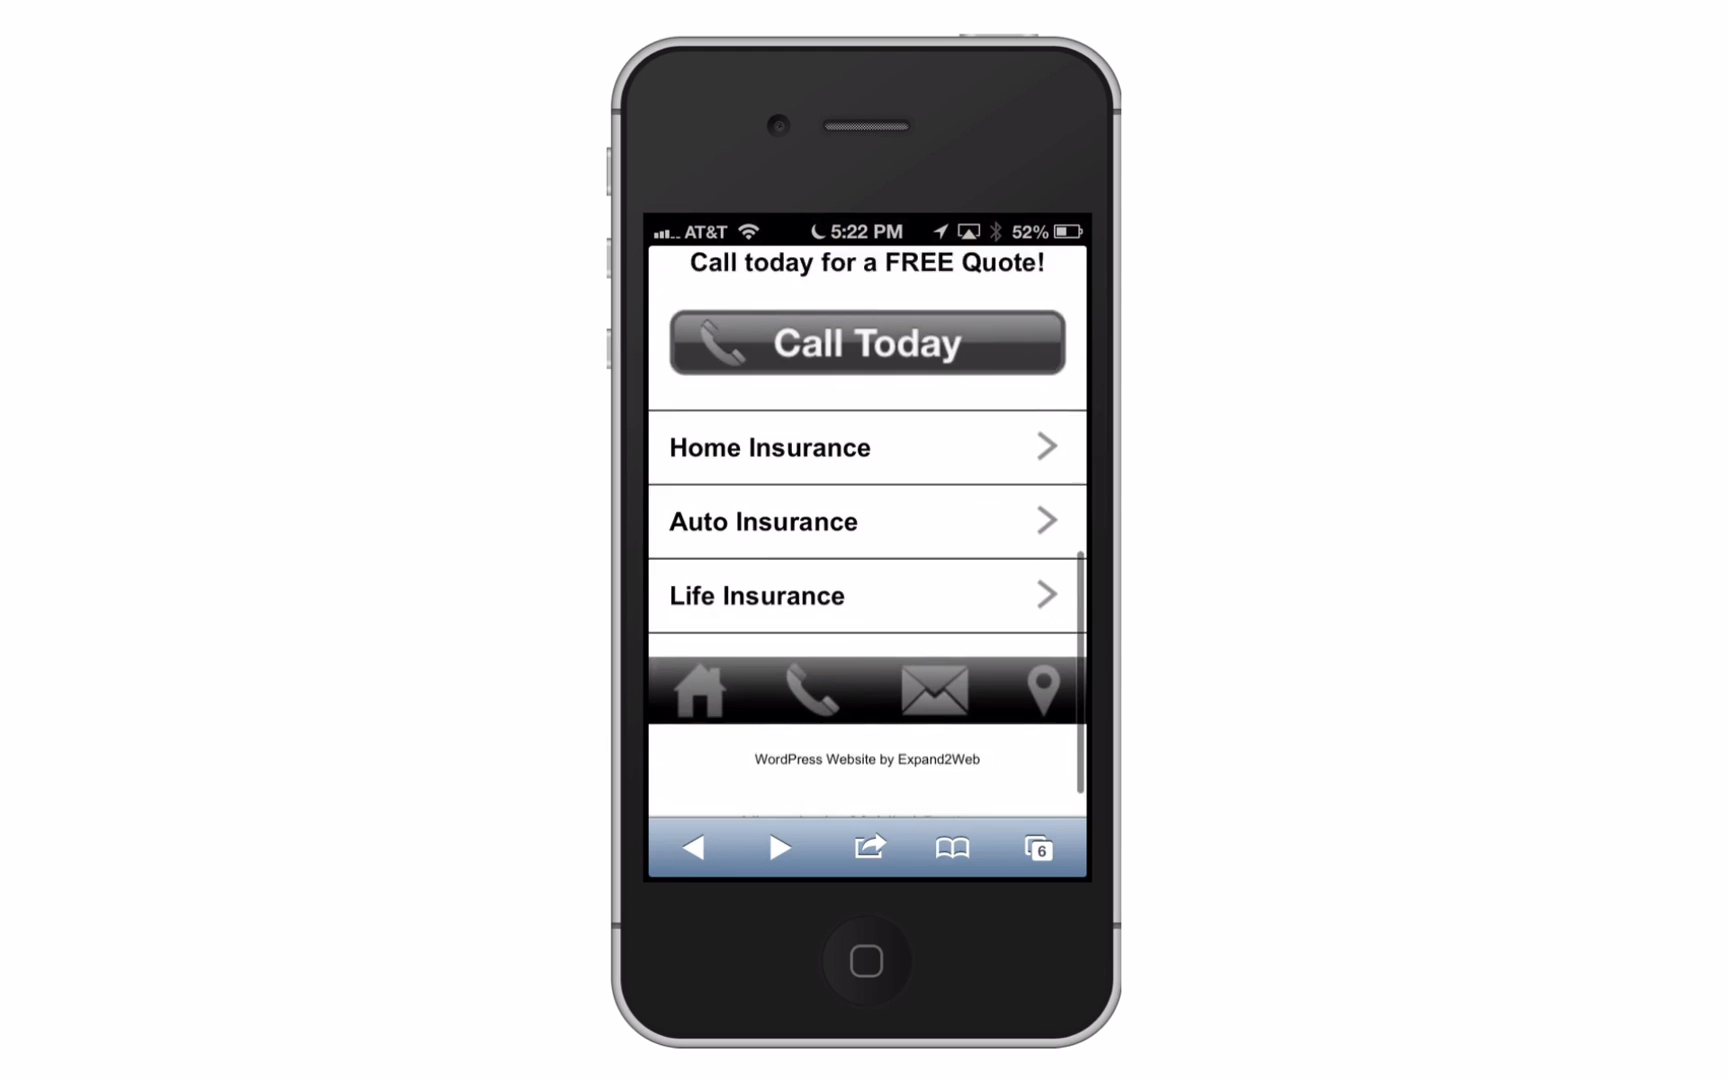 AT&T 5:22 PM 52%
Call today for a FREE Quote!
Call Today
Home Insurance
Auto Insurance
Life Insurance
WordPress Website by Expand2Web
6